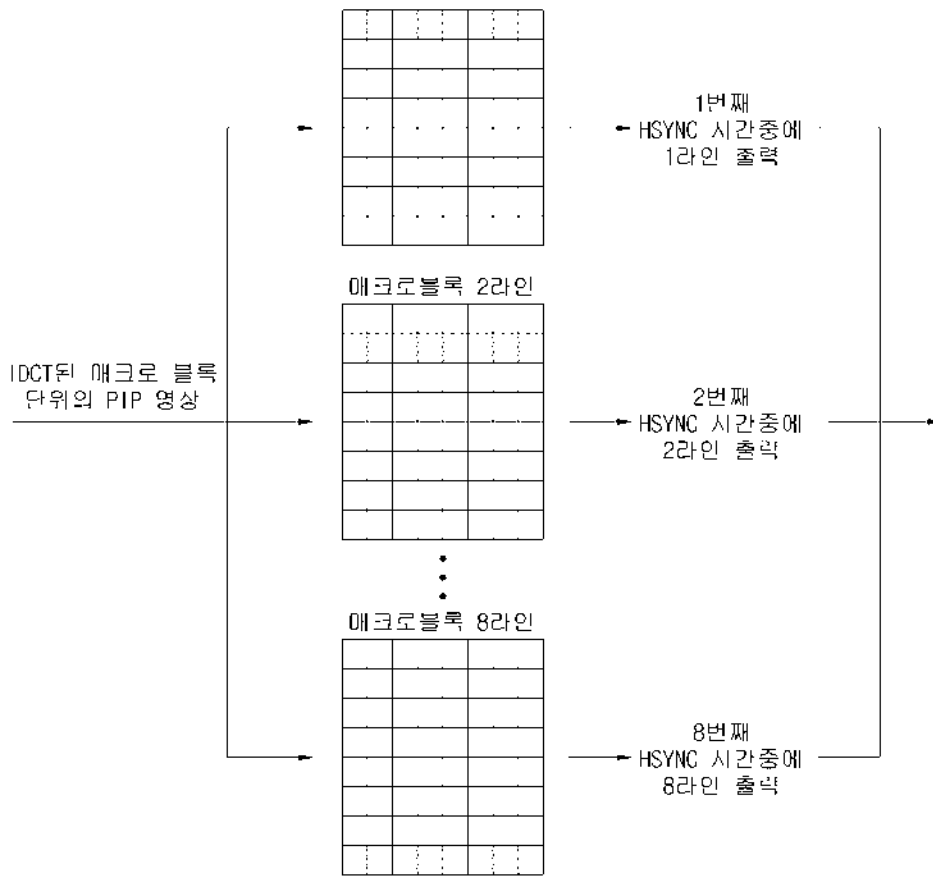 1번째
HSYNC 시간중에
1라인 출력
매크로블록 2라인
IDCT된 매크로 블록
단위의 PIP 영상
2번째
HSYNC 시간중에
2라인 출력
매크로블록 8라인
8번째
HSYNC 시간중에
8라인 출력